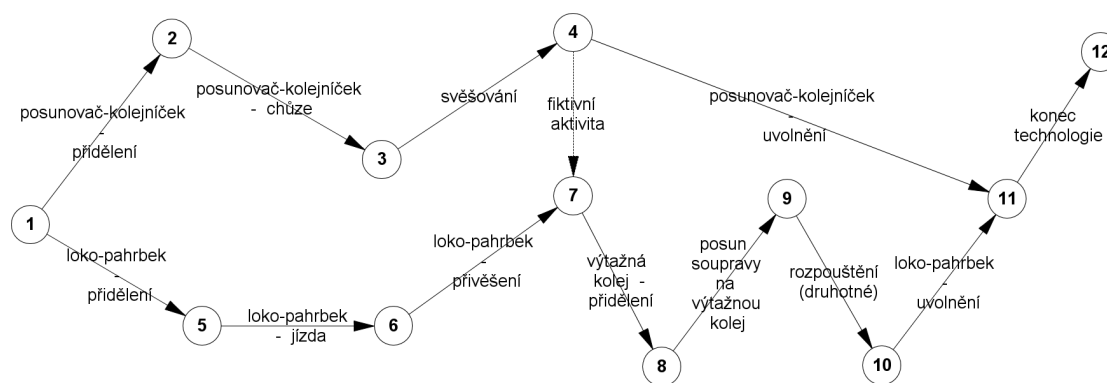 2
4
12
posunovač-kolejníček
-
přidělení
posunovač-kolejníček
- chůze
svěšování
fiktivní
aktivita
posunovač-kolejníček
-
uvolnění
konec
technologie
3
1
7
9
11
loko-pahrbek
-
přidělení
loko-pahrbek
-
přivěšení
výtažná
kolej -
přidělení
posun
soupravy
na
výtažnou
kolej
rozpouštění
(druhotné)
loko-pahrbek
-
uvolnění
5
loko-pahrbek
- jízda
6
8
10